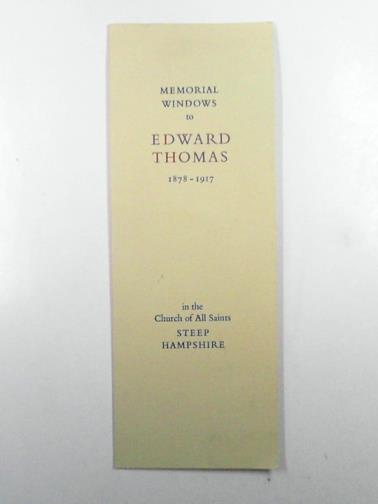 MEMORIAL
WINDOWS
to
EDWARD
THOMAS
1878-1917
in the
Church of All Saints
STEEP
HAMPSHIRE